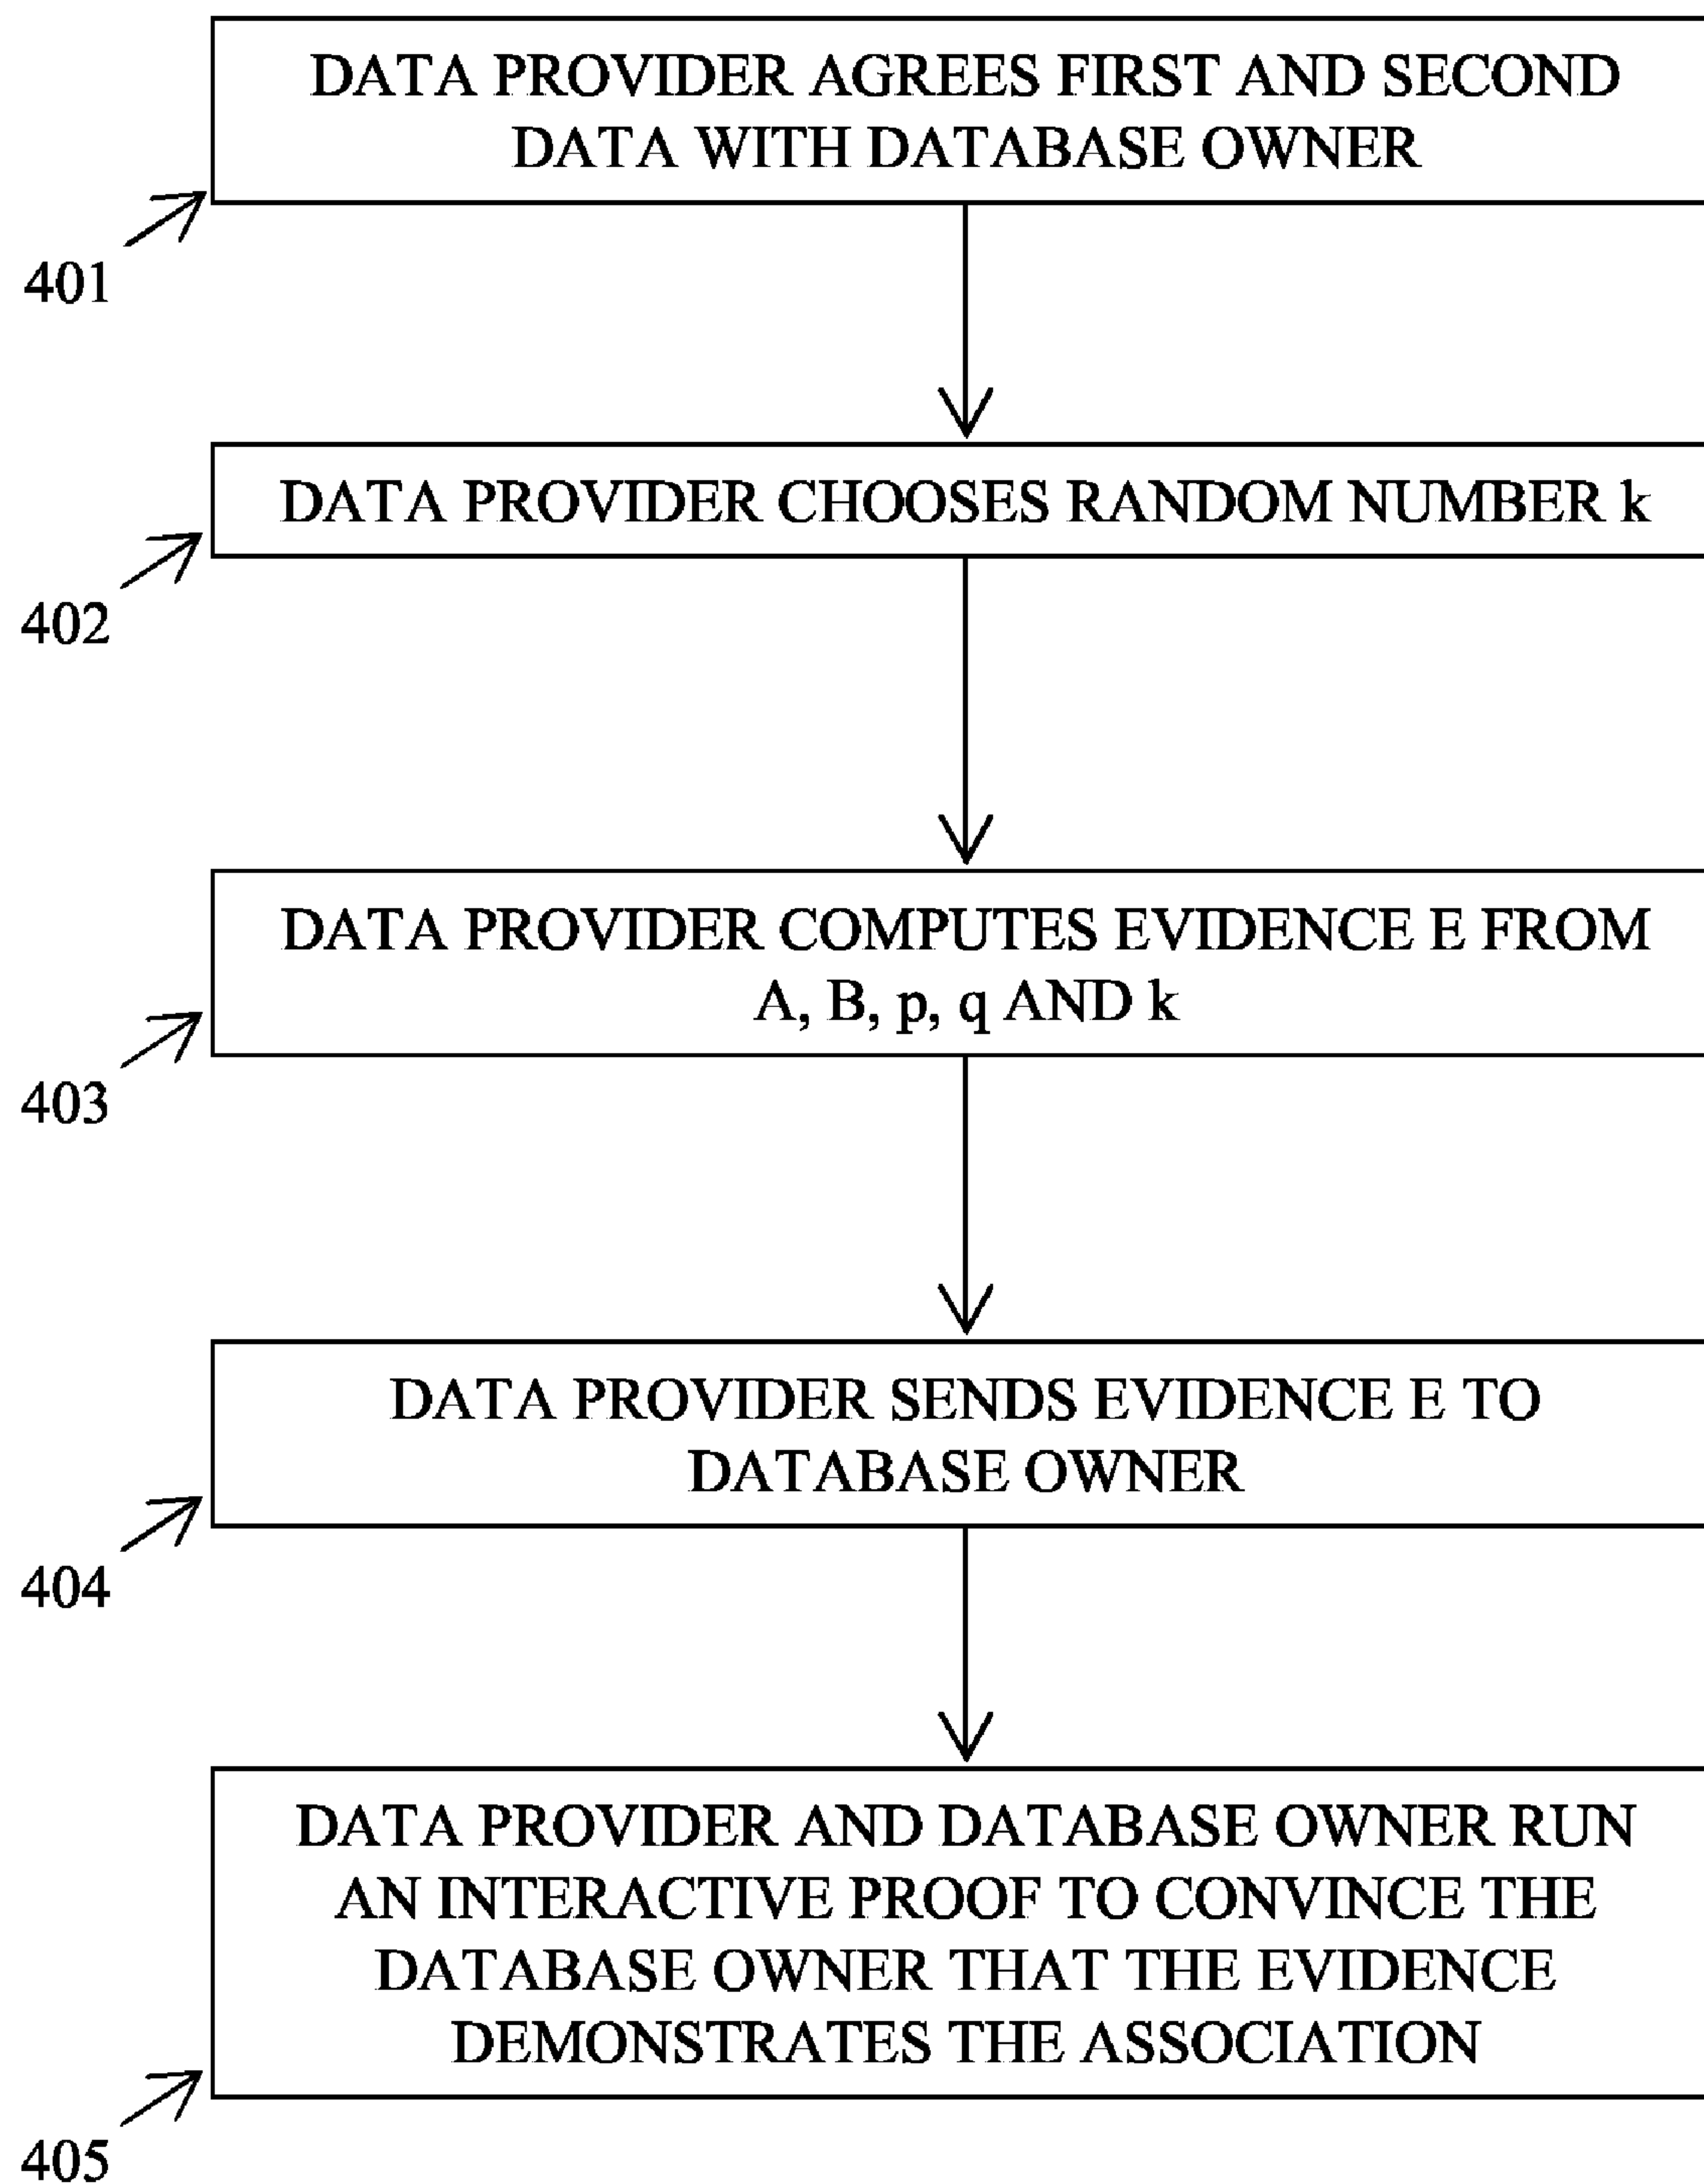 DATA PROVIDER AGREES FIRST AND SECOND
DATA WITH DATABASE OWNER
401
DATA PROVIDER CHOOSES RANDOM NUMBER k
402
DATA PROVIDER COMPUTES EVIDENCE E FROM
A, B, p, q AND k
403
DATA PROVIDER SENDS EVIDENCE E TO
DATABASE OWNER
404
DATA PROVIDER AND DATABASE OWNER RUN
AN INTERACTIVE PROOF TO CONVINCE THE
DATABASE OWNER THAT THE EVIDENCE
DEMONSTRATES THE ASSOCIATION
405